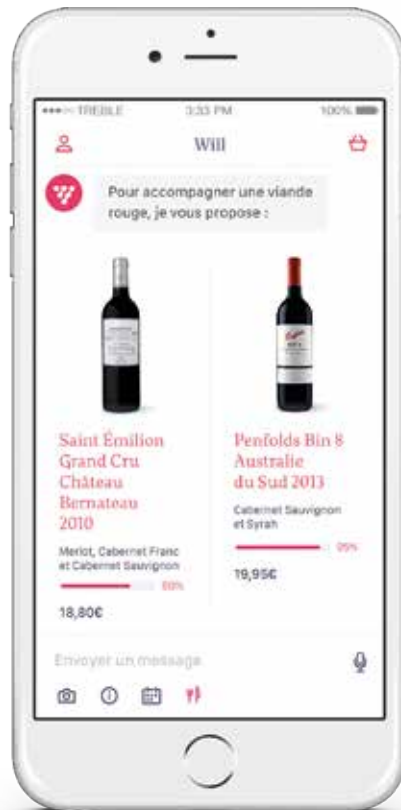 TREBLE 3:33 PM 100%
Will
Pour accompagner une viande
rouge, je vous propose :
Saint Émilion
Grand Cru
Château
Bernateau
2010
Merlot, Cabernet Franc
et Cabernet Sauvignon
18,80€
Penfolds Bin 8
Australie
du Sud 2013
Cabernet Sauvignon
et Syrah
19,95€
Envoyer un message